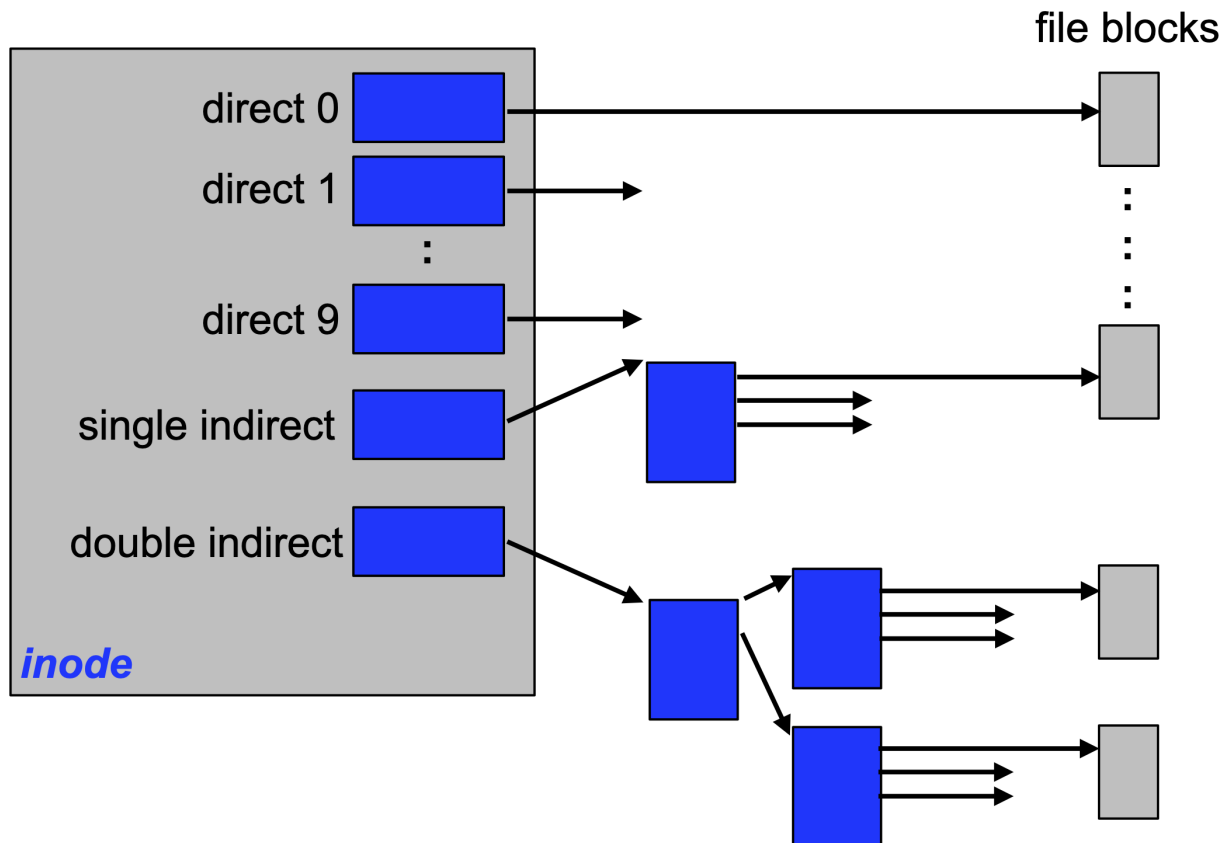 file blocks
direct 0
direct 1
:
:
:
:
direct 9
single indirect
double indirect
inode